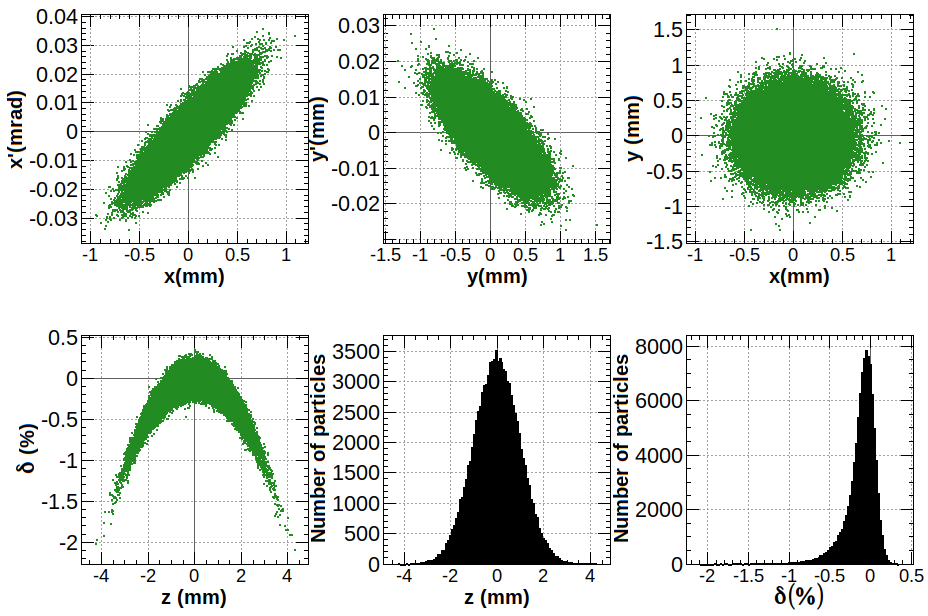 0.04
0.03
0.02
0.01
0
-0.01
-0.02
-0.03
x'(mrad)
-1 -0.5 0 0.5 1
x(mm)
0.03
0.02
0.01
0
-0.01
-0.02
y'(mm)
-1.5 -1 -0.5 0 0.5 1 1.5
y(mm)
1.5
1
0.5
0
-0.5
-1
-1.5
y (mm)
-1 -0.5 0 0.5 1
x(mm)
0.5
0
-0.5
-1
-1.5
-2
δ (%)
-4 -2 0 2 4
z (mm)
3500
3000
2500
2000
1500
1000
500
0
Number of particles
-4 -2 0 2 4
z (mm)
8000
6000
4000
2000
0
Number of particles
-2 -1.5 -1 -0.5 0 0.5
δ(%)